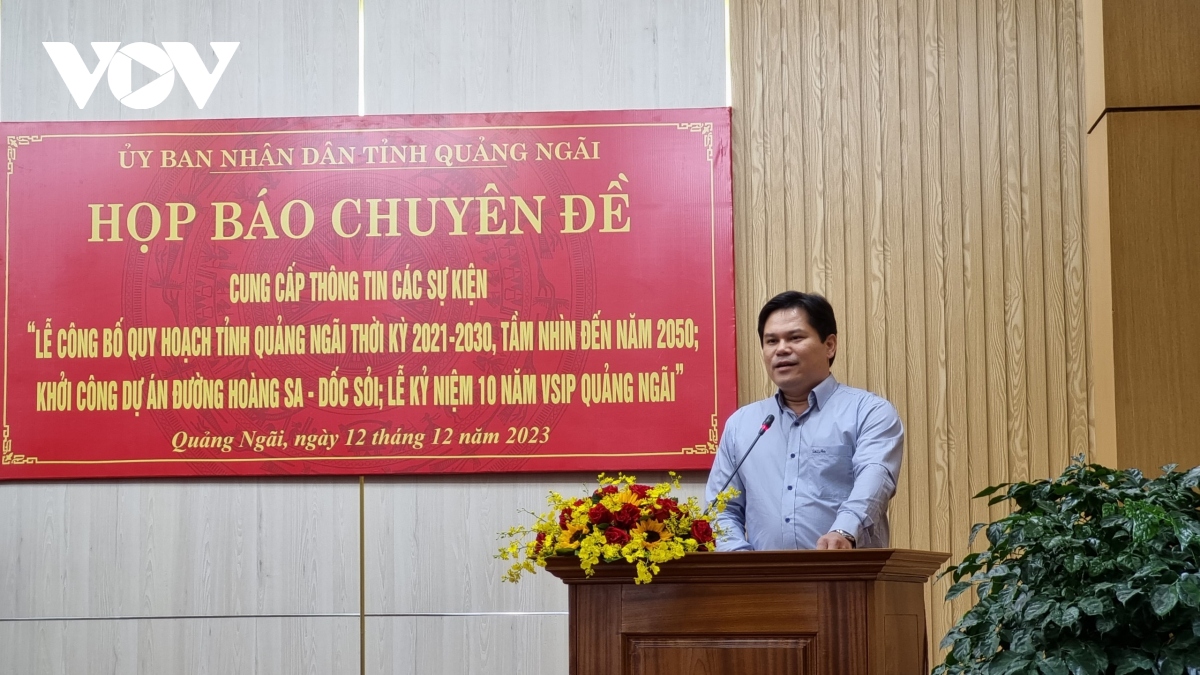 VOV
ỦY BAN NHÂN DÂN TỈNH QUẢNG NGÃI
HỌP BÁO CHUYÊN ĐỀ
CUNG CẤP THÔNG TIN CÁC SỰ KIỆN
“LỄ CÔNG BỐ QUY HOẠCH TỈNH QUẢNG NGÃI THỜI KỲ 2021-2030, TẦM NHÌN ĐẾN NĂM 2050;
KHỞI CÔNG DỰ ÁN ĐƯỜNG HOÀNG SA - DỐC SỎI; LỄ KỶ NIỆM 10 NĂM VSIP QUẢNG NGÃI”
Quảng Ngãi, ngày 12 tháng 12 năm 2023